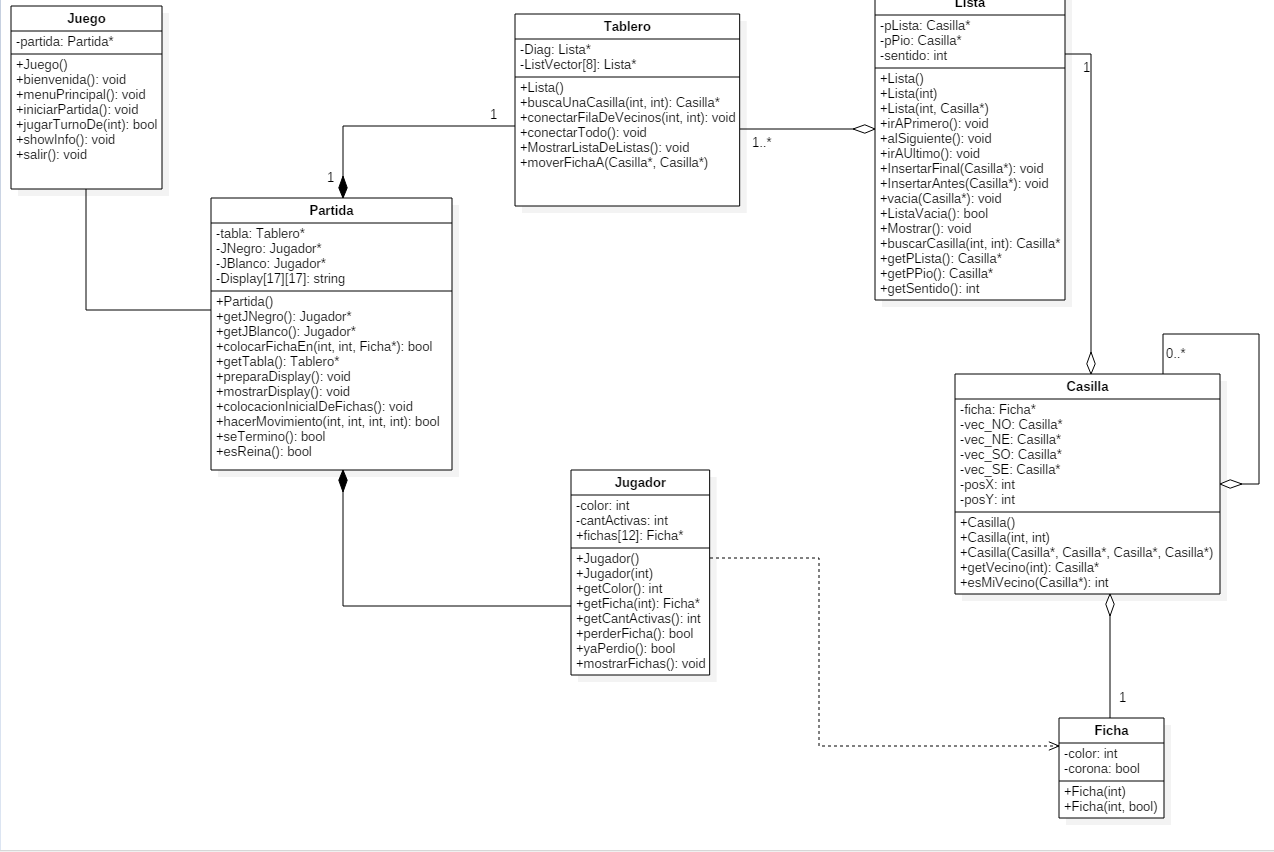 Juego
-partida: Partida*
+Juego()
+bienvenida(): void
+menuPrincipal(): void
+iniciarPartida(): void
+jugarTurnoDe(int): bool
+showInfo(): void
+salir(): void
Tablero
-Diag: Lista*
-ListVector[8]: Lista*
+Lista()
+buscaUnaCasilla(int, int): Casilla*
+conectarFilaDeVecinos(int, int): void
+conectarTodo(): void
+MostrarListaDeListas(): void
+moverFichaA(Casilla*, Casilla*)
Lista
-pLista: Casilla*
-pPio: Casilla*
-sentido: int
+Lista()
+Lista(int)
+Lista(int, Casilla*)
+irAPrimero(): void
+alSiguiente(): void
+irAUltimo(): void
+InsertarFinal(Casilla*): void
+InsertarAntes(Casilla*): void
+vacia(Casilla*): void
+ListaVacia(): bool
+Mostrar(): void
+buscarCasilla(int, int): Casilla*
+getPLista(): Casilla*
+getPPio(): Casilla*
+getSentido(): int
1
1
1..*
1
Partida
-tabla: Tablero*
-JNegro: Jugador*
-JBlanco: Jugador*
-Display[17][17]: string
+Partida()
+getJNegro(): Jugador*
+getJBlanco(): Jugador*
+colocarFichaEn(int, int, Ficha*): bool
+getTabla(): Tablero*
+preparaDisplay(): void
+mostrarDisplay(): void
+colocacionInicialDeFichas(): void
+hacerMovimiento(int, int, int, int): bool
+seTermino(): bool
+esReina(): bool
0..*
Casilla
-ficha: Ficha*
-vec_NO: Casilla*
-vec_NE: Casilla*
-vec_SO: Casilla*
-vec_SE: Casilla*
-posX: int
-posY: int
+Casilla()
+Casilla(int, int)
+Casilla(Casilla*, Casilla*, Casilla*, Casilla*)
+getVecino(int): Casilla*
+esMiVecino(Casilla*): int
Jugador
-color: int
-cantActivas: int
+fichas[12]: Ficha*
+Jugador()
+Jugador(int)
+getColor(): int
+getFicha(int): Ficha*
+getCantActivas(): int
+perderFicha(): bool
+yaPerdio(): bool
+mostrarFichas(): void
1
Ficha
-color: int
-corona: bool
+Ficha(int)
+Ficha(int, bool)